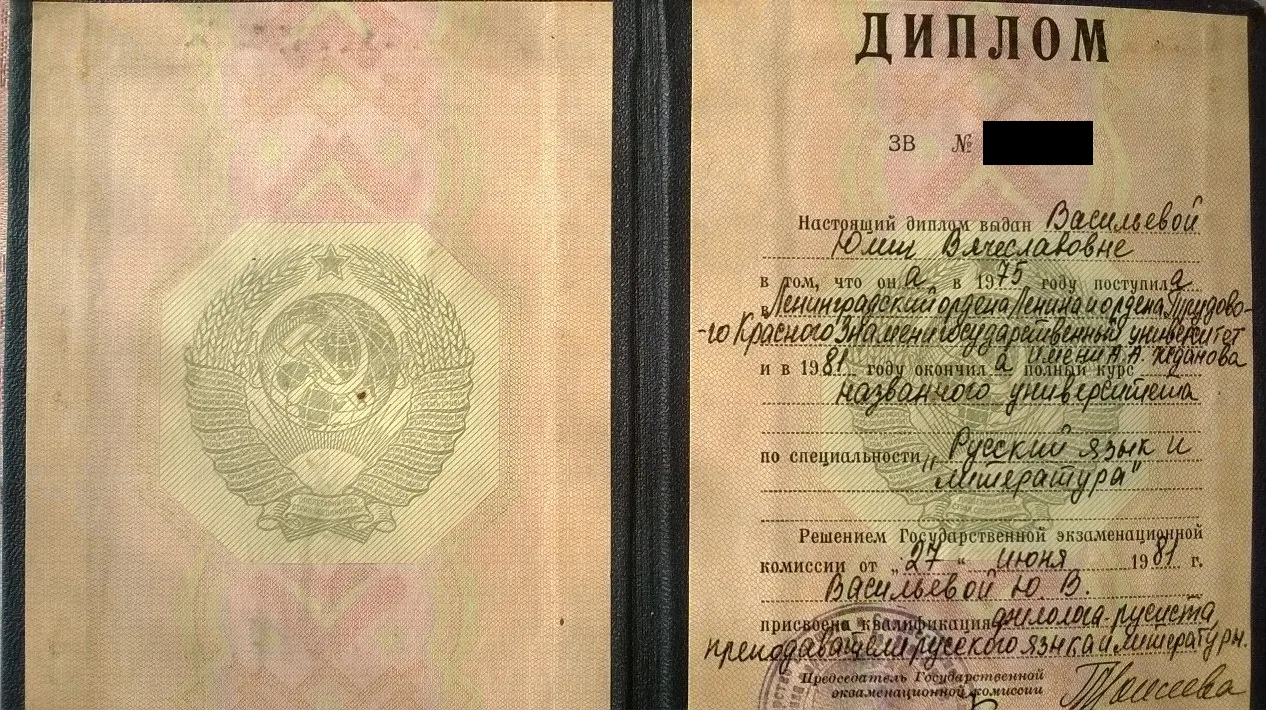 ДИПЛОМ
ЗВ №
Настоящий диплом выдан Васильевой
Юлии Вячеславовне
в том, что она в 1975 году поступила
в Ленинградский ордена Ленина и ордена Трудово-
-го Красного Знамени государственный университет
имени А.А. Жданова
и в 1981 году окончила полный курс
названного университета
по специальности „Русский язык и
литература"
Решением Государственной экзаменационной
комиссии от „27" июня 1981 г.
Васильевой Ю. В.
присвоена квалификация филолога-русиста,
преподавателя русского языка и литературы.
Председатель Государственной
экзаменационной комиссии